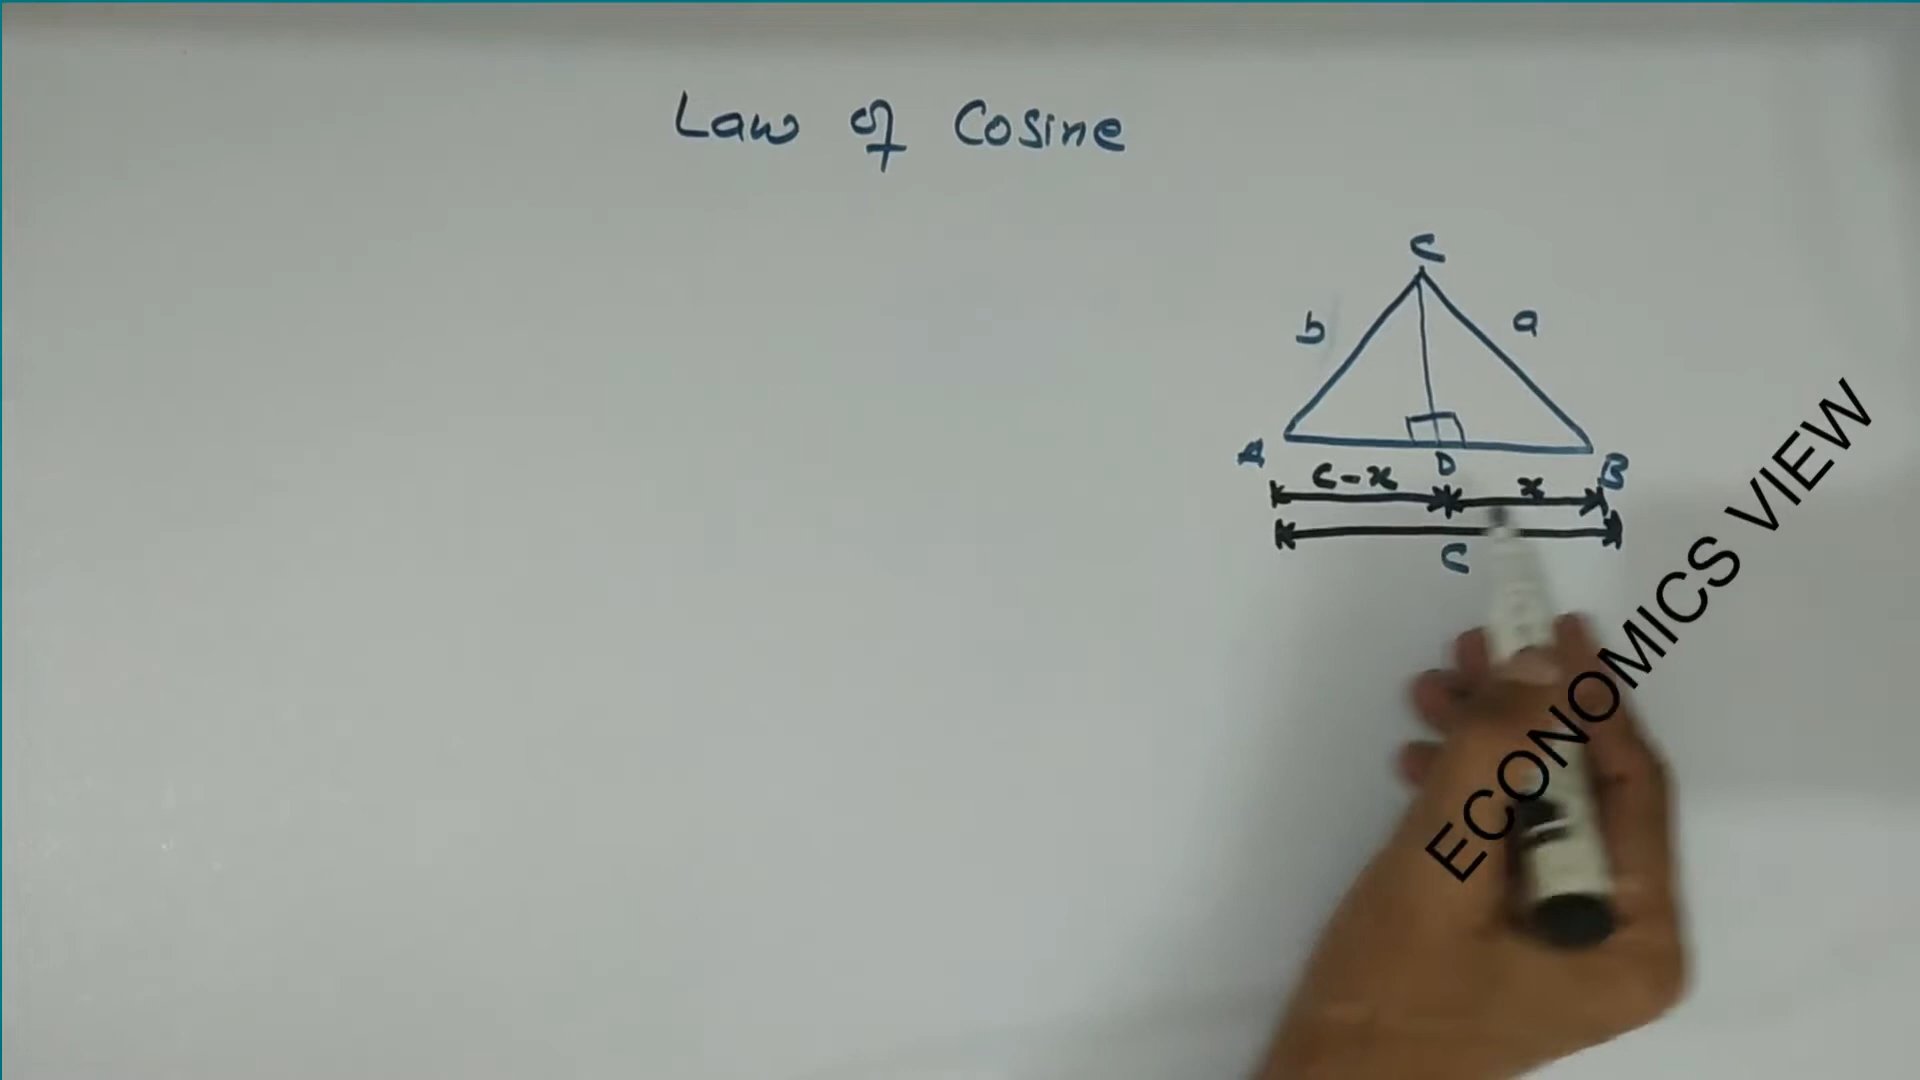 Law of Cosine
C
b a
A D B
c-x x
C
ECONOMICS VIEW